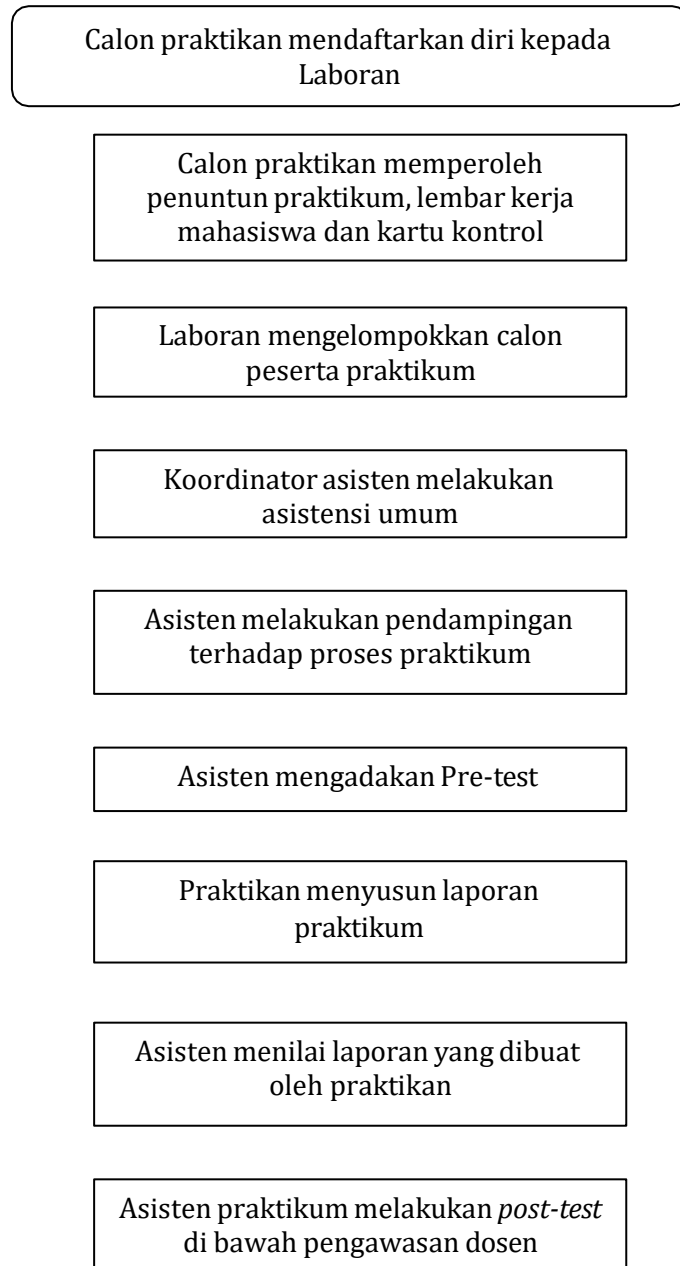 Calon praktikan mendaftarkan diri kepada
Laboran
Calon praktikan memperoleh
penuntun praktikum, lembar kerja
mahasiswa dan kartu kontrol
Laboran mengelompokkan calon
peserta praktikum
Koordinator asisten melakukan
asistensi umum
Asisten melakukan pendampingan
terhadap proses praktikum
Asisten mengadakan Pre-test
Praktikan menyusun laporan
praktikum
Asisten menilai laporan yang dibuat
oleh praktikan
Asisten praktikum melakukan post-test
di bawah pengawasan dosen